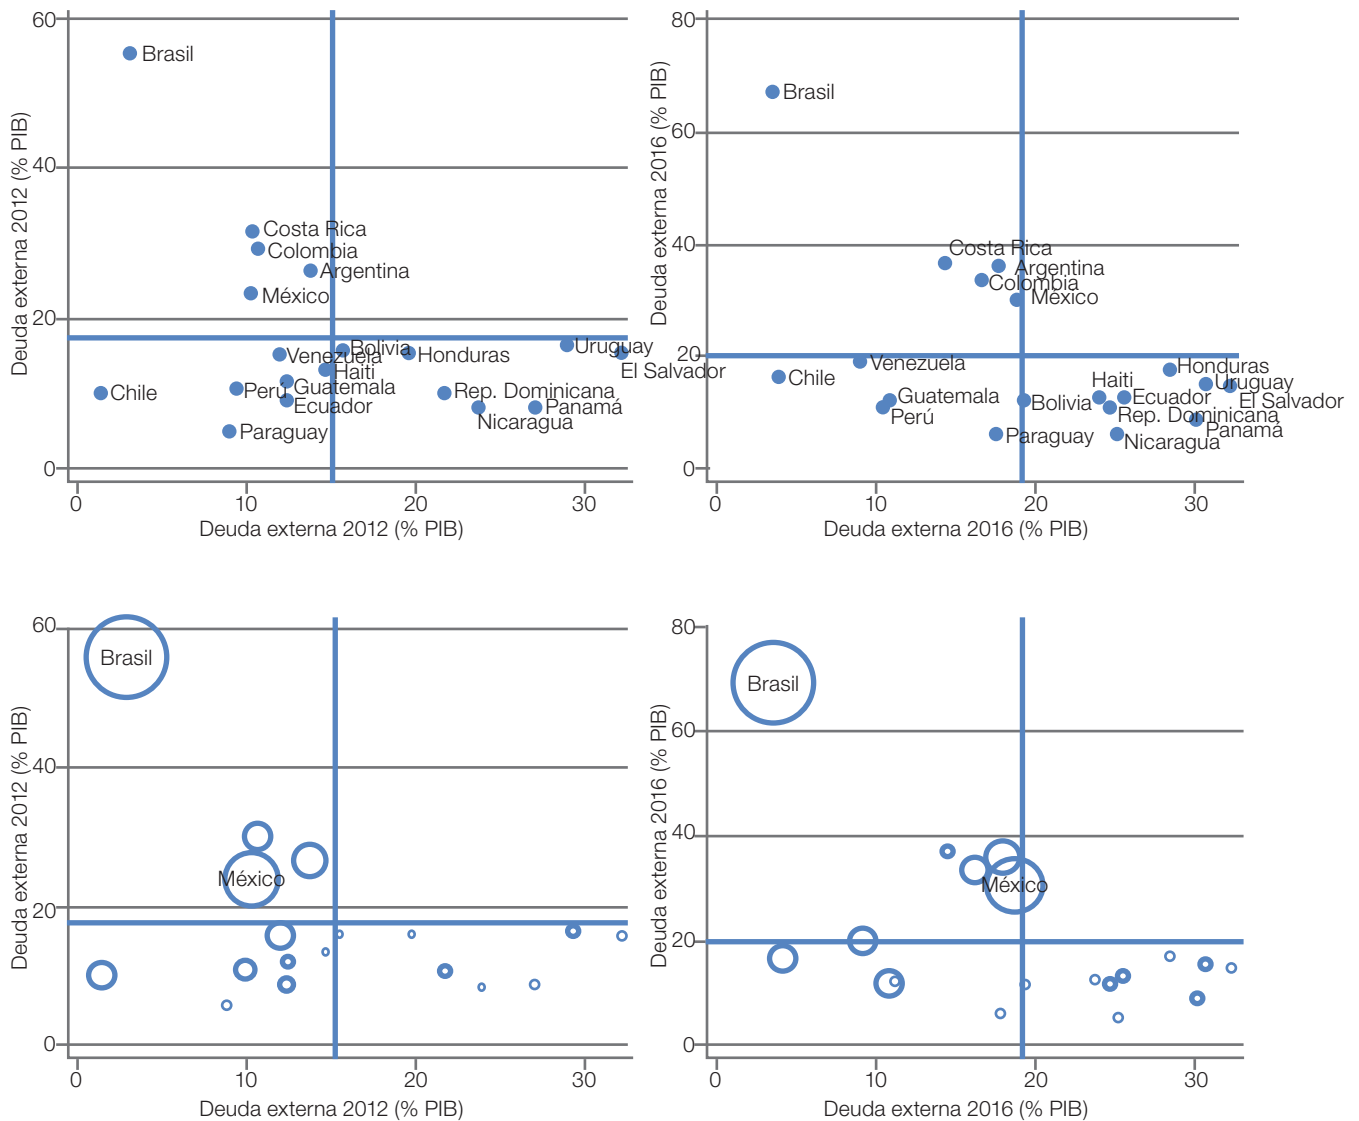 60
40
20
0
Deuda externa 2012 (% PIB)
Brasil
Costa Rica
Colombia
Argentina
México
Venezuela
Bolivia
Haiti
Honduras
Uruguay
El Salvador
Chile
Perú
Guatemala
Ecuador
Rep. Dominicana
Nicaragua
Panamá
Paraguay
0 10 20 30
Deuda externa 2012 (% PIB)
80
60
40
20
0
Deuda externa 2016 (% PIB)
Brasil
Costa Rica
Argentina
Colombia
México
Venezuela
Chile
Guatemala
Perú
Bolivia
Paraguay
Haiti
Honduras
Uruguay
El Salvador
Ecuador
Rep. Dominicana
Panamá
Nicaragua
0 10 20 30
Deuda externa 2016 (% PIB)
60
40
20
0
Deuda externa 2012 (% PIB)
Brasil
México
0 10 20 30
Deuda externa 2012 (% PIB)
80
60
40
20
0
Deuda externa 2016 (% PIB)
Brasil
México
0 10 20 30
Deuda externa 2016 (% PIB)